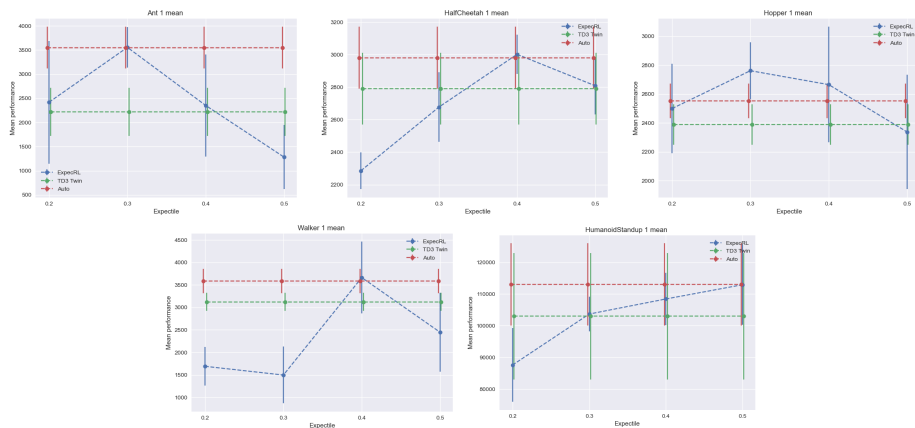 Ant 1 mean
Mean performance
4000
3500
3000
2500
2000
1500
1000
500
0.2 0.3 0.4 0.5
Expectile
ExpecRL
TD3 Twin
Auto
HalfCheetah 1 mean
Mean performance
3000
2800
2600
2400
2200
0.2 0.3 0.4 0.5
Expectile
ExpecRL
TD3 Twin
Auto
Hopper 1 mean
Mean performance
3000
2800
2600
2400
2200
2000
0.2 0.3 0.4 0.5
Expectile
ExpecRL
TD3 Twin
Auto
Walker 1 mean
Mean performance
4500
4000
3500
3000
2500
2000
1500
1000
0.2 0.3 0.4 0.5
Expectile
ExpecRL
TD3 Twin
Auto
HumanoidStandup 1 mean
Mean performance
120000
110000
100000
90000
80000
0.2 0.3 0.4 0.5
Expectile
ExpecRL
TD3 Twin
Auto